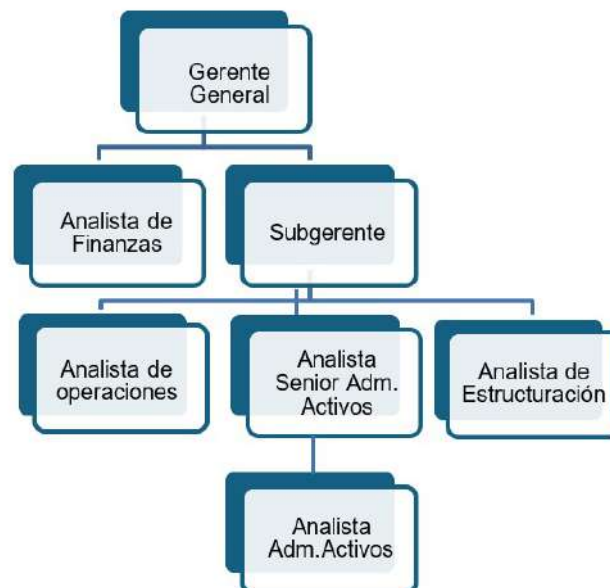 Gerente
General
Analista de
Finanzas
Subgerente
Analista de
operaciones
Analista
Senior Adm.
Activos
Analista de
Estructuración
Analista
Adm.Activos